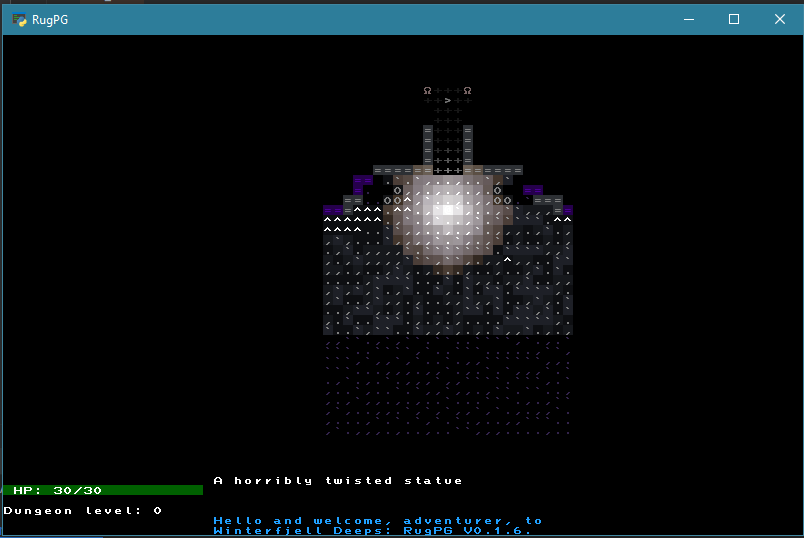 RugPG
A horribly twisted statue
HP: 30/30
Dungeon level: 0
Hello and welcome, adventurer, to
Winterfjell Deeps: RugPG V0.1.6.